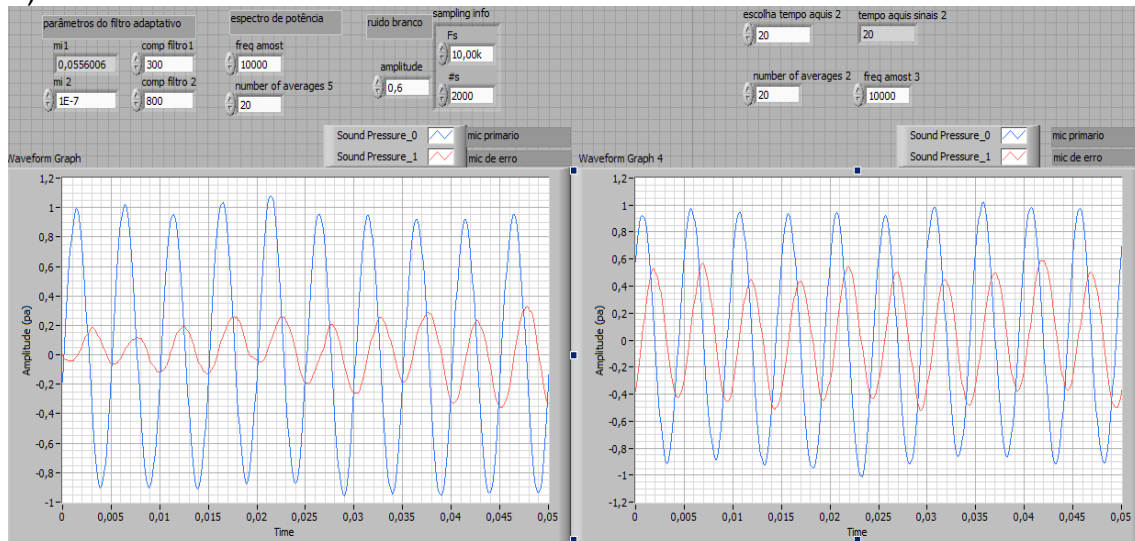 parâmetros do filtro adaptativo
espectro de potência
ruido branco
sampling info
mi1
comp filtro1
freq amost
Fs
0,0556006
300
10000
10,00k
mi 2
comp filtro 2
number of averages 5
amplitude
#s
1E-7
800
20
0,6
2000
escolha tempo aquis 2
tempo aquis sinais 2
20
20
number of averages 2
freq amost 3
20
10000
Waveform Graph
Sound Pressure_0
mic primario
Sound Pressure_1
mic de erro
1,2
1
0,8
0,6
0,4
0,2
0
-0,2
-0,4
-0,6
-0,8
-1
Amplitude (pa)
0 0,005 0,01 0,015 0,02 0,025 0,03 0,035 0,04 0,045 0,05
Time
Waveform Graph 4
Sound Pressure_0
mic primario
Sound Pressure_1
mic de erro
1,2
1
0,8
0,6
0,4
0,2
0
-0,2
-0,4
-0,6
-0,8
-1
-1,2
Amplitude (pa)
0 0,005 0,01 0,015 0,02 0,025 0,03 0,035 0,04 0,045 0,05
Time